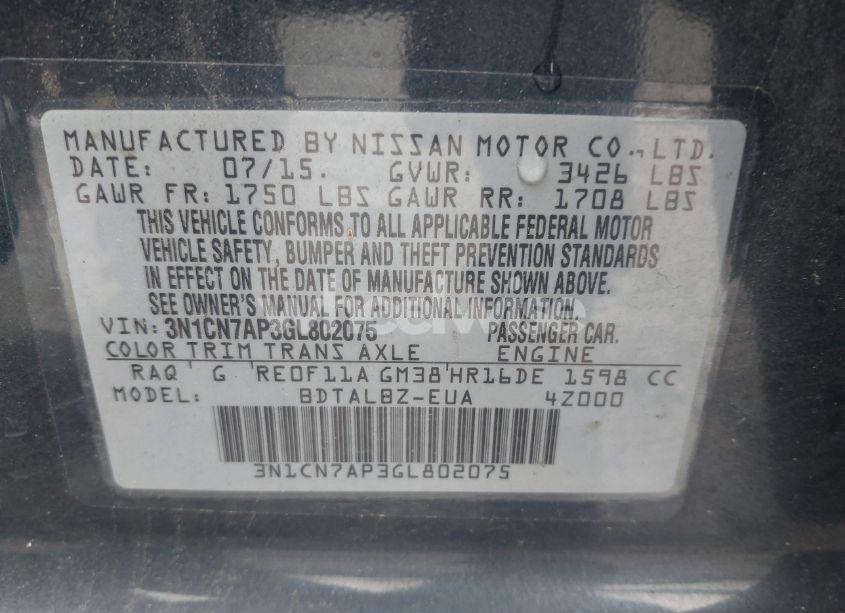 MANUFACTURED BY NISSAN MOTOR CO., LTD.
DATE: 07/15. GVWR: 3426 LBS
GAWR FR: 1750 LBS GAWR RR: 1708 LBS
THIS VEHICLE CONFORMS TO ALL APPLICABLE FEDERAL MOTOR
VEHICLE SAFETY, BUMPER AND THEFT PREVENTION STANDARDS
IN EFFECT ON THE DATE OF MANUFACTURE SHOWN ABOVE.
SEE OWNER'S MANUAL FOR ADDITIONAL INFORMATION
VIN: 3N1CN7AP3GL802075 PASSENGER CAR.
COLOR TRIM TRANS AXLE ENGINE
RAQ G RE0F11A GM38 HR16DE 1598 CC
MODEL: BDTALBZ-EUA 4Z000
3N1CN7AP3GL802075